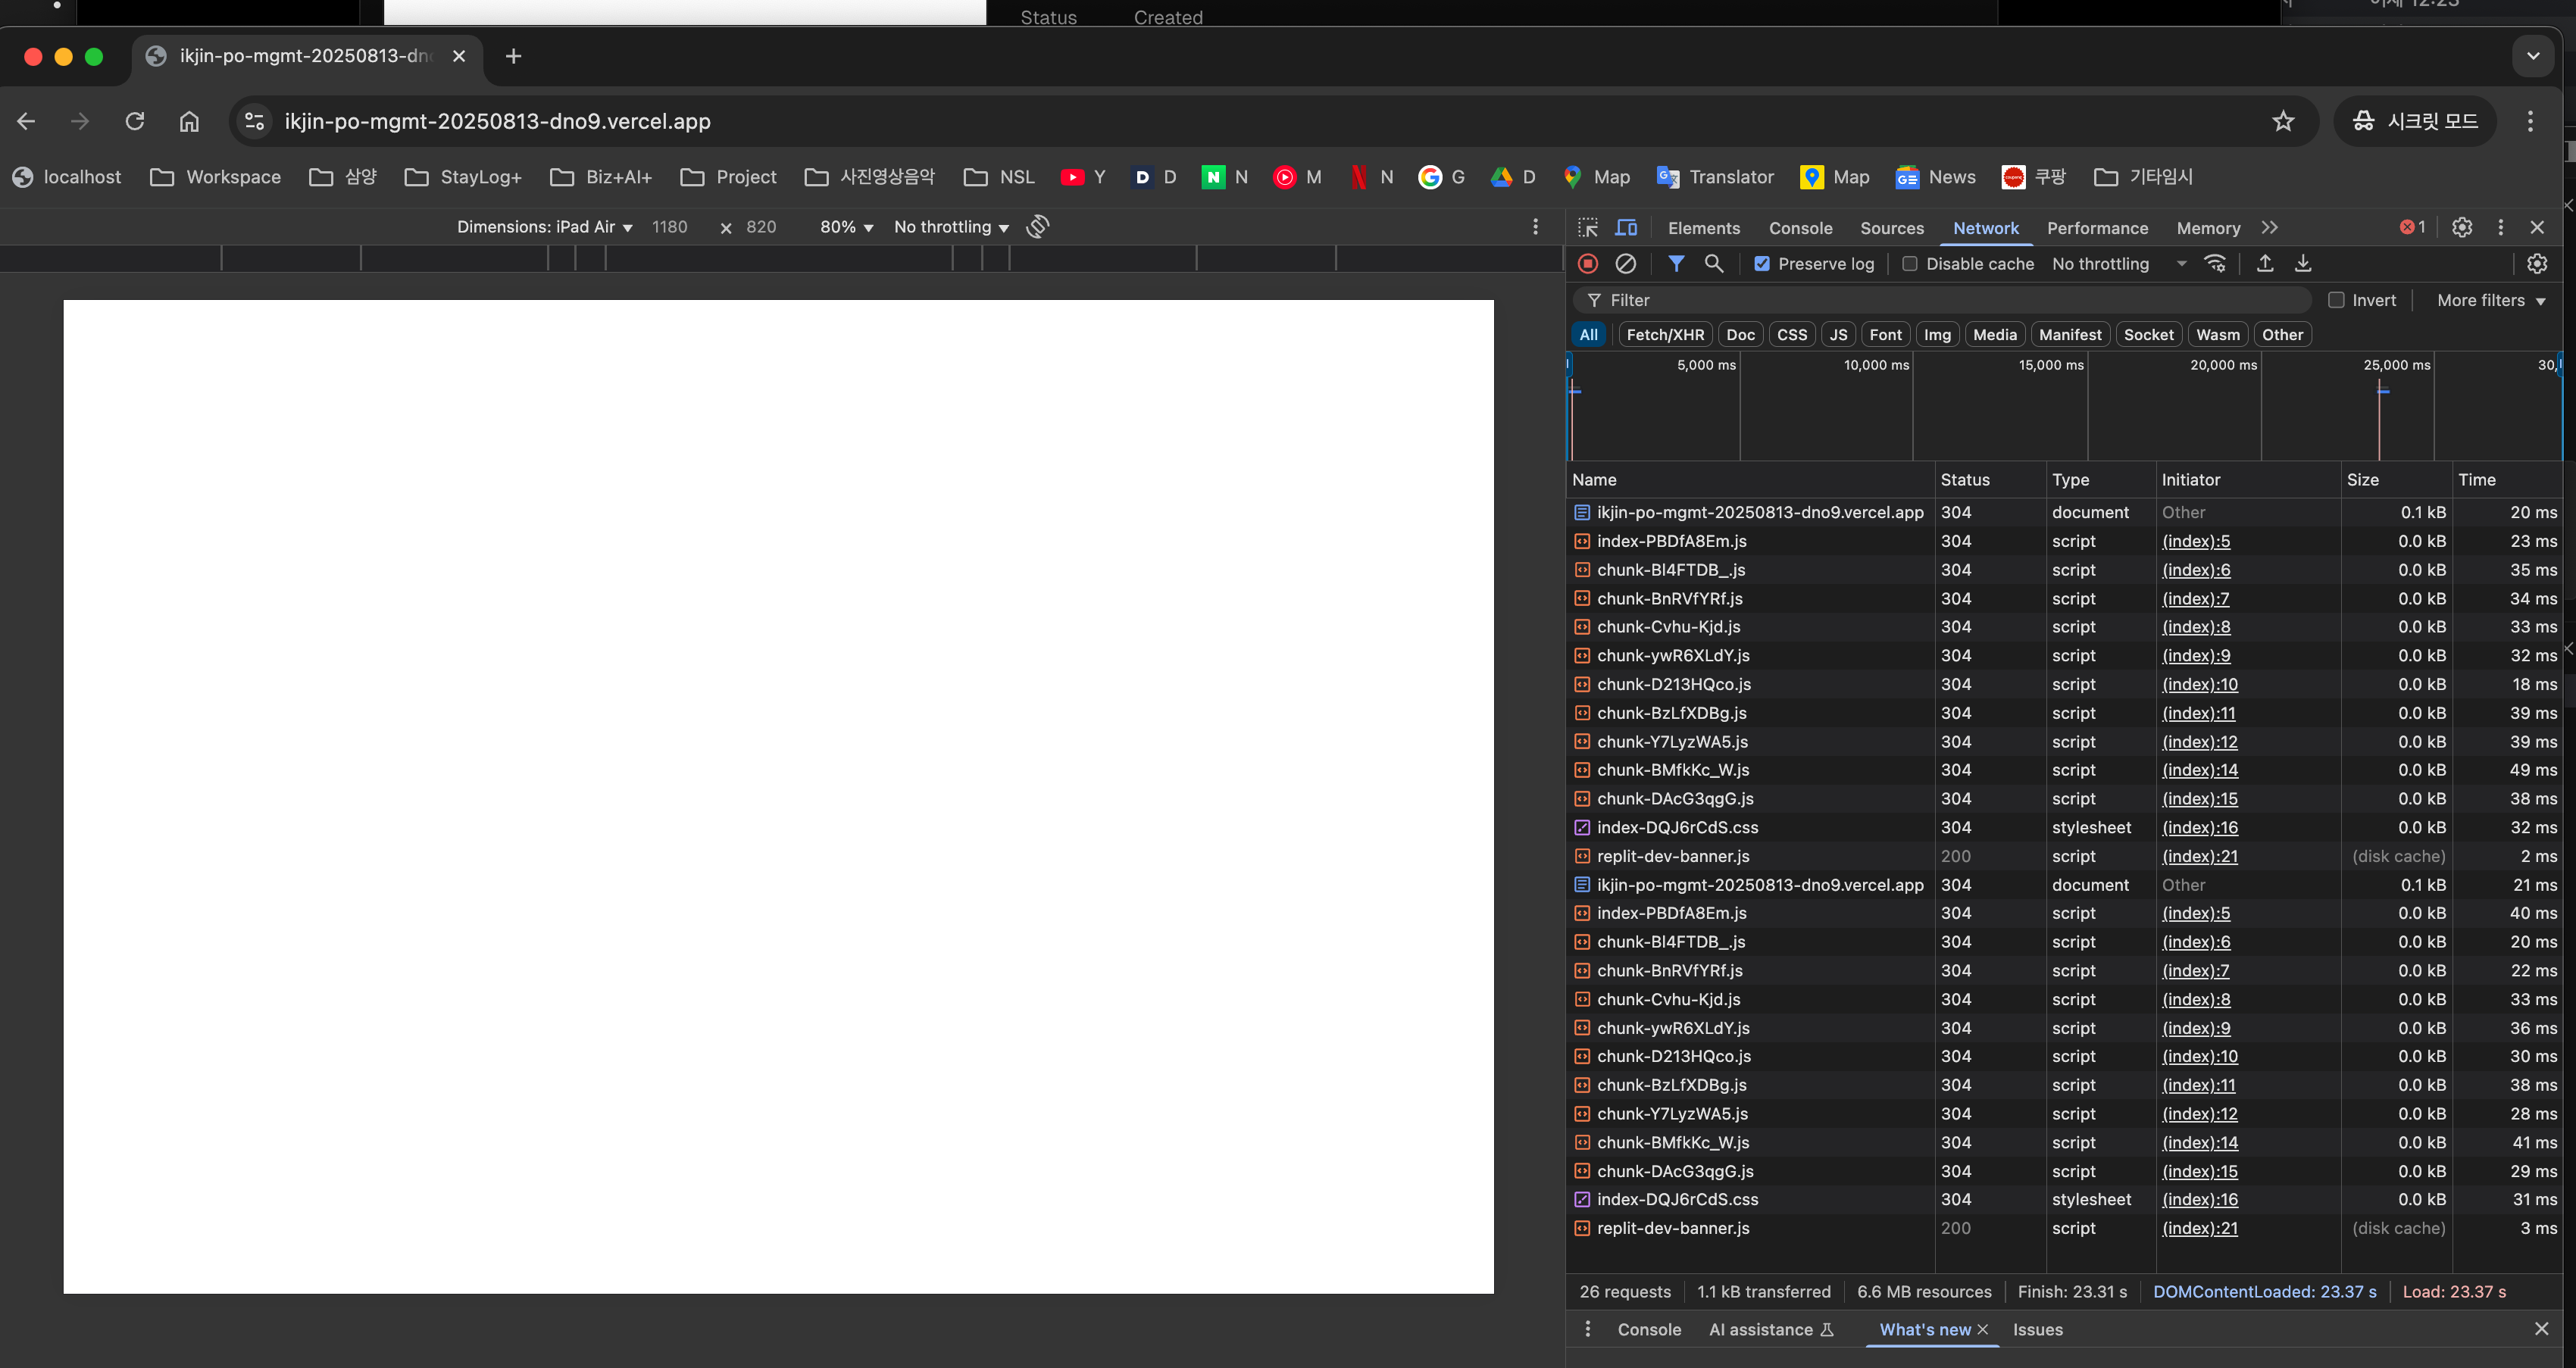 Status Created
ikjin-po-mgmt-20250813-dn
ikjin-po-mgmt-20250813-dno9.vercel.app
시크릿 모드
localhost Workspace 삼양 StayLog+ Biz+AI+ Project 사진영상음악 NSL Y D N M N G D Map Translator Map News 쿠팡 기타임시
Dimensions: iPad Air 1180 × 820 80% No throttling
Elements Console Sources Network Performance Memory 1
Preserve log Disable cache No throttling
Filter Invert More filters
All Fetch/XHR Doc CSS JS Font Img Media Manifest Socket Wasm Other
5,000 ms 10,000 ms 15,000 ms 20,000 ms 25,000 ms 30,
Name Status Type Initiator Size Time
ikjin-po-mgmt-20250813-dno9.vercel.app 304 document Other 0.1 kB 20 ms
index-PBDfA8Em.js 304 script (index):5 0.0 kB 23 ms
chunk-Bl4FTDB_.js 304 script (index):6 0.0 kB 35 ms
chunk-BnRVfYRf.js 304 script (index):7 0.0 kB 34 ms
chunk-Cvhu-Kjd.js 304 script (index):8 0.0 kB 33 ms
chunk-ywR6XLdY.js 304 script (index):9 0.0 kB 32 ms
chunk-D213HQco.js 304 script (index):10 0.0 kB 18 ms
chunk-BzLfXDBg.js 304 script (index):11 0.0 kB 39 ms
chunk-Y7LyzWA5.js 304 script (index):12 0.0 kB 39 ms
chunk-BMfkKc_W.js 304 script (index):14 0.0 kB 49 ms
chunk-DAcG3qgG.js 304 script (index):15 0.0 kB 38 ms
index-DQJ6rCdS.css 304 stylesheet (index):16 0.0 kB 32 ms
replit-dev-banner.js 200 script (index):21 (disk cache) 2 ms
ikjin-po-mgmt-20250813-dno9.vercel.app 304 document Other 0.1 kB 21 ms
index-PBDfA8Em.js 304 script (index):5 0.0 kB 40 ms
chunk-Bl4FTDB_.js 304 script (index):6 0.0 kB 20 ms
chunk-BnRVfYRf.js 304 script (index):7 0.0 kB 22 ms
chunk-Cvhu-Kjd.js 304 script (index):8 0.0 kB 33 ms
chunk-ywR6XLdY.js 304 script (index):9 0.0 kB 36 ms
chunk-D213HQco.js 304 script (index):10 0.0 kB 30 ms
chunk-BzLfXDBg.js 304 script (index):11 0.0 kB 38 ms
chunk-Y7LyzWA5.js 304 script (index):12 0.0 kB 28 ms
chunk-BMfkKc_W.js 304 script (index):14 0.0 kB 41 ms
chunk-DAcG3qgG.js 304 script (index):15 0.0 kB 29 ms
index-DQJ6rCdS.css 304 stylesheet (index):16 0.0 kB 31 ms
replit-dev-banner.js 200 script (index):21 (disk cache) 3 ms
26 requests 1.1 kB transferred 6.6 MB resources Finish: 23.31 s DOMContentLoaded: 23.37 s Load: 23.37 s
Console AI assistance What's new Issues